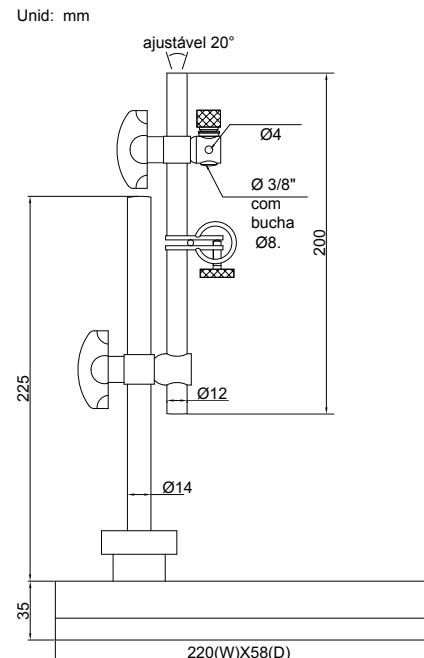 Unid: mm
ajustável 20°
Ø4
Ø 3/8"
com
bucha
Ø8.
200
225
Ø12
Ø14
35
220(W)X58(D)